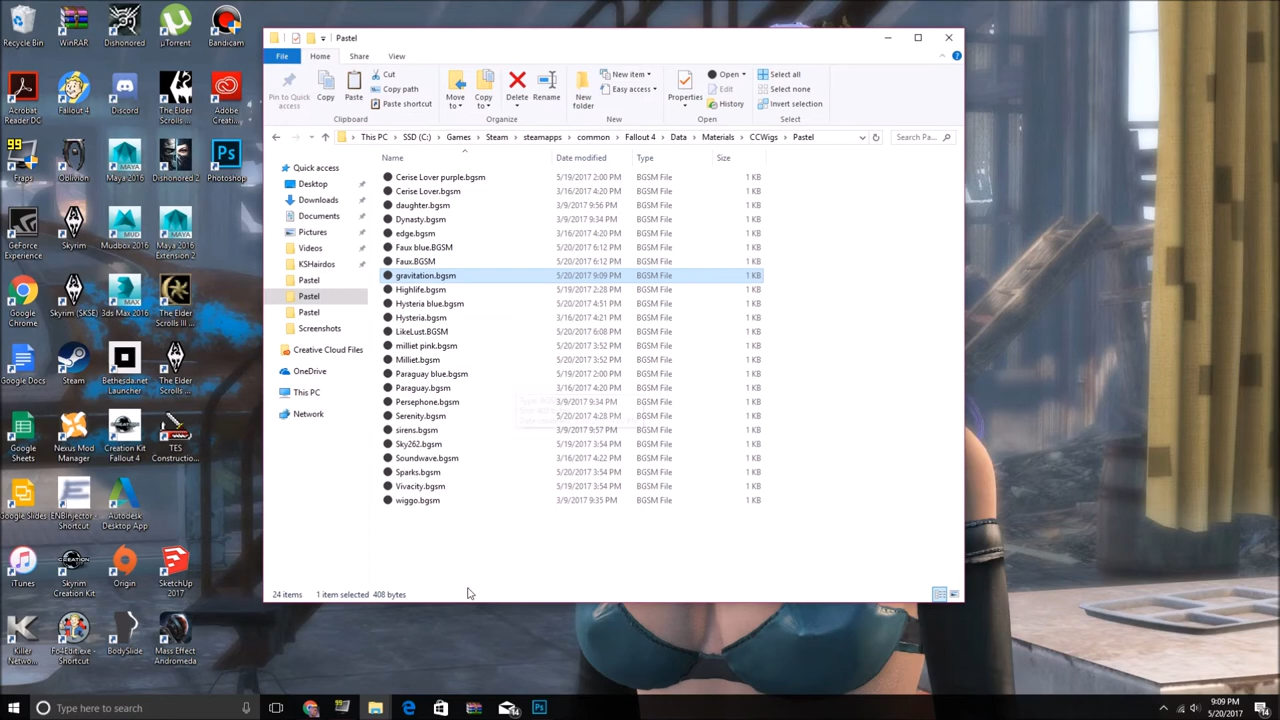 Pastel
File
Home
Share
View
Pin to Quick access
Copy
Paste
Cut
Copy path
Paste shortcut
Clipboard
Move to
Copy to
Delete
Rename
Organize
New folder
New item
Easy access
New
Properties
Open
Edit
History
Open
Select all
Select none
Invert selection
Select
This PC > SSD (C:) > Games > Steam > steamapps > common > Fallout 4 > Data > Materials > CCWigs > Pastel
Search Pa...
Quick access
Desktop
Downloads
Documents
Pictures
Videos
KSHairdos
Pastel
Pastel
Pastel
Screenshots
Creative Cloud Files
OneDrive
This PC
Network
Name Date modified Type Size
Cerise Lover purple.bgsm 5/19/2017 2:00 PM BGSM File 1 KB
Cerise Lover.bgsm 3/16/2017 4:20 PM BGSM File 1 KB
daughter.bgsm 3/9/2017 9:56 PM BGSM File 1 KB
Dynasty.bgsm 3/9/2017 9:34 PM BGSM File 1 KB
edge.bgsm 3/16/2017 4:20 PM BGSM File 1 KB
Faux blue.BGSM 5/20/2017 6:12 PM BGSM File 1 KB
Faux.BGSM 5/20/2017 6:12 PM BGSM File 1 KB
gravitation.bgsm 5/20/2017 9:09 PM BGSM File 1 KB
Highlife.bgsm 5/19/2017 2:28 PM BGSM File 1 KB
Hysteria blue.bgsm 5/20/2017 4:51 PM BGSM File 1 KB
Hysteria.bgsm 3/16/2017 4:21 PM BGSM File 1 KB
LikeLust.BGSM 5/20/2017 6:08 PM BGSM File 1 KB
milliet pink.bgsm 5/20/2017 3:52 PM BGSM File 1 KB
Milliet.bgsm 5/20/2017 3:52 PM BGSM File 1 KB
Paraguay blue.bgsm 5/19/2017 2:00 PM BGSM File 1 KB
Paraguay.bgsm 3/16/2017 4:20 PM BGSM File 1 KB
Persephone.bgsm 3/9/2017 9:34 PM BGSM File 1 KB
Serenity.bgsm 5/20/2017 4:28 PM BGSM File 1 KB
sirens.bgsm 3/9/2017 9:57 PM BGSM File 1 KB
Sky262.bgsm 5/19/2017 3:54 PM BGSM File 1 KB
Soundwave.bgsm 3/16/2017 4:22 PM BGSM File 1 KB
Sparks.bgsm 5/20/2017 3:54 PM BGSM File 1 KB
Vivacity.bgsm 5/19/2017 3:54 PM BGSM File 1 KB
wiggo.bgsm 3/9/2017 9:35 PM BGSM File 1 KB
24 items 1 item selected 408 bytes
Recycle Bin
WinRAR
Dishonored
µTorrent
Bandicam
Acrobat Reader DC
Fallout 4
Discord
The Elder Scrolls ...
Adobe Creati...
99
Fraps
Oblivion
Maya 2016
Dishonored 2
Ps
Photoshop
GeForce Experience
Skyrim
Mudbox 2016
Maya 2016 Extension 2
Google Chrome
Skyrim (SKSE)
3ds Max 2016
The Elder Scrolls III ...
Google Docs
Steam
Bethesda.net Launcher
The Elder Scrolls ...
Google Sheets
Nexus Mod Manager
Creation Kit Fallout 4
TES Constructio...
Google Slides
ENBInjector - Shortcut
Autodesk Desktop App
iTunes
Skyrim Creation Kit
Origin
SketchUp 2017
Killer Netwo...
Fo4Edit.exe - Shortcut
BodySlide
Mass Effect Andromeda
Type here to search
9:09 PM
5/20/2017